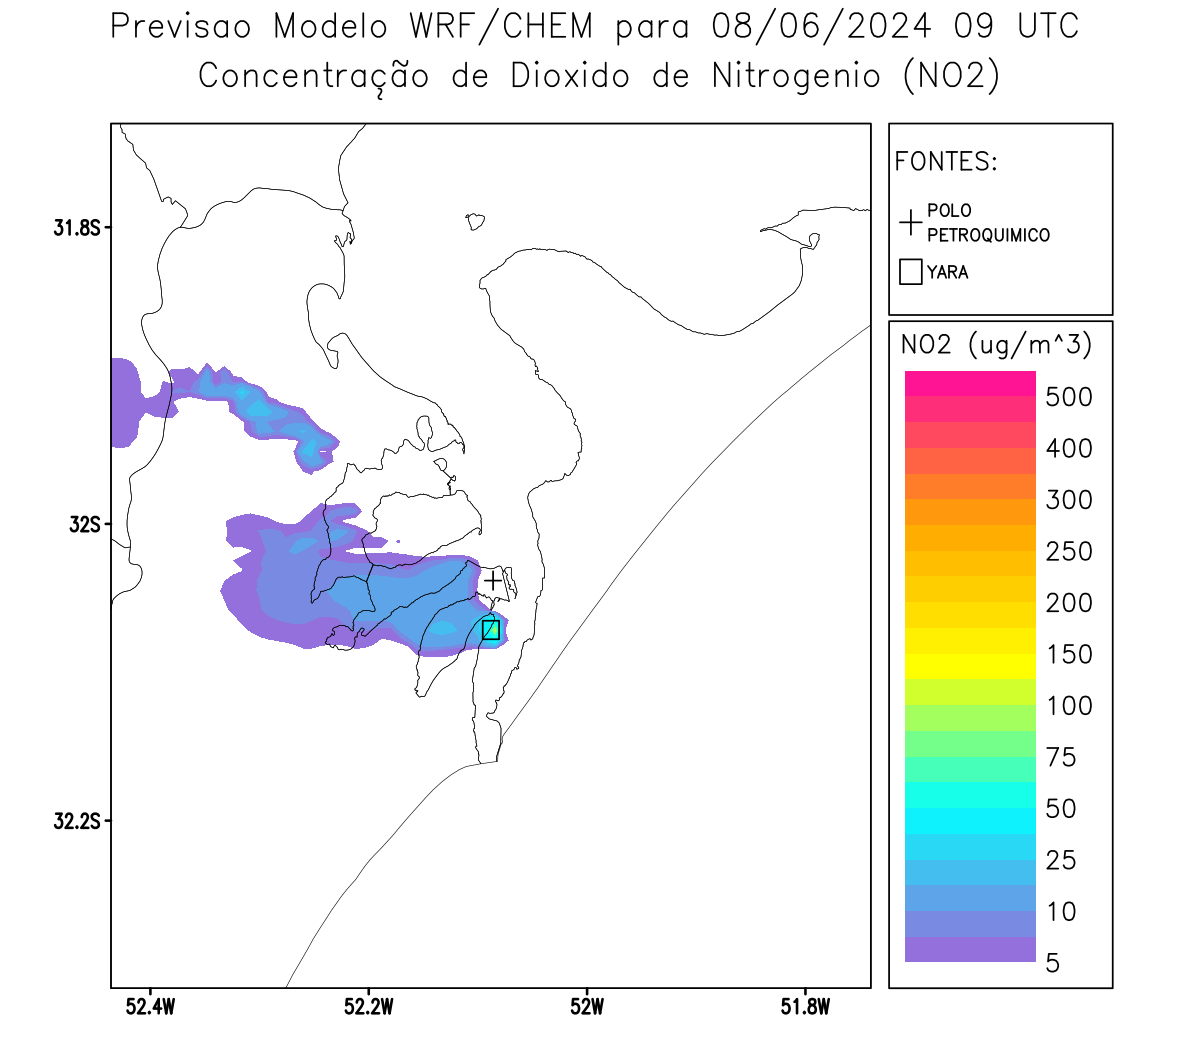 Previsao Modelo WRF/CHEM para 08/06/2024 09 UTC
Concentração de Dioxido de Nitrogenio (NO2)
FONTES:
POLO
PETROQUIMICO
YARA
NO2 (ug/m^3)
500
400
300
250
200
150
100
75
50
25
10
5
31.8S
32S
32.2S
52.4W
52.2W
52W
51.8W